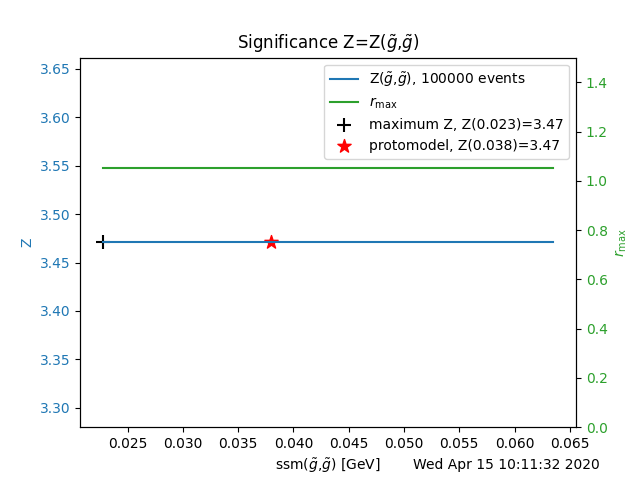 Significance Z=Z(g̃,g̃)
3.65
3.60
3.55
3.50
3.45
3.40
3.35
3.30
Z
Z(g̃,g̃), 100000 events
r_max
maximum Z, Z(0.023)=3.47
protomodel, Z(0.038)=3.47
1.4
1.2
1.0
0.8
0.6
0.4
0.2
0.0
r_max
0.025 0.030 0.035 0.040 0.045 0.050 0.055 0.060 0.065
ssm(g̃,g̃) [GeV]
Wed Apr 15 10:11:32 2020